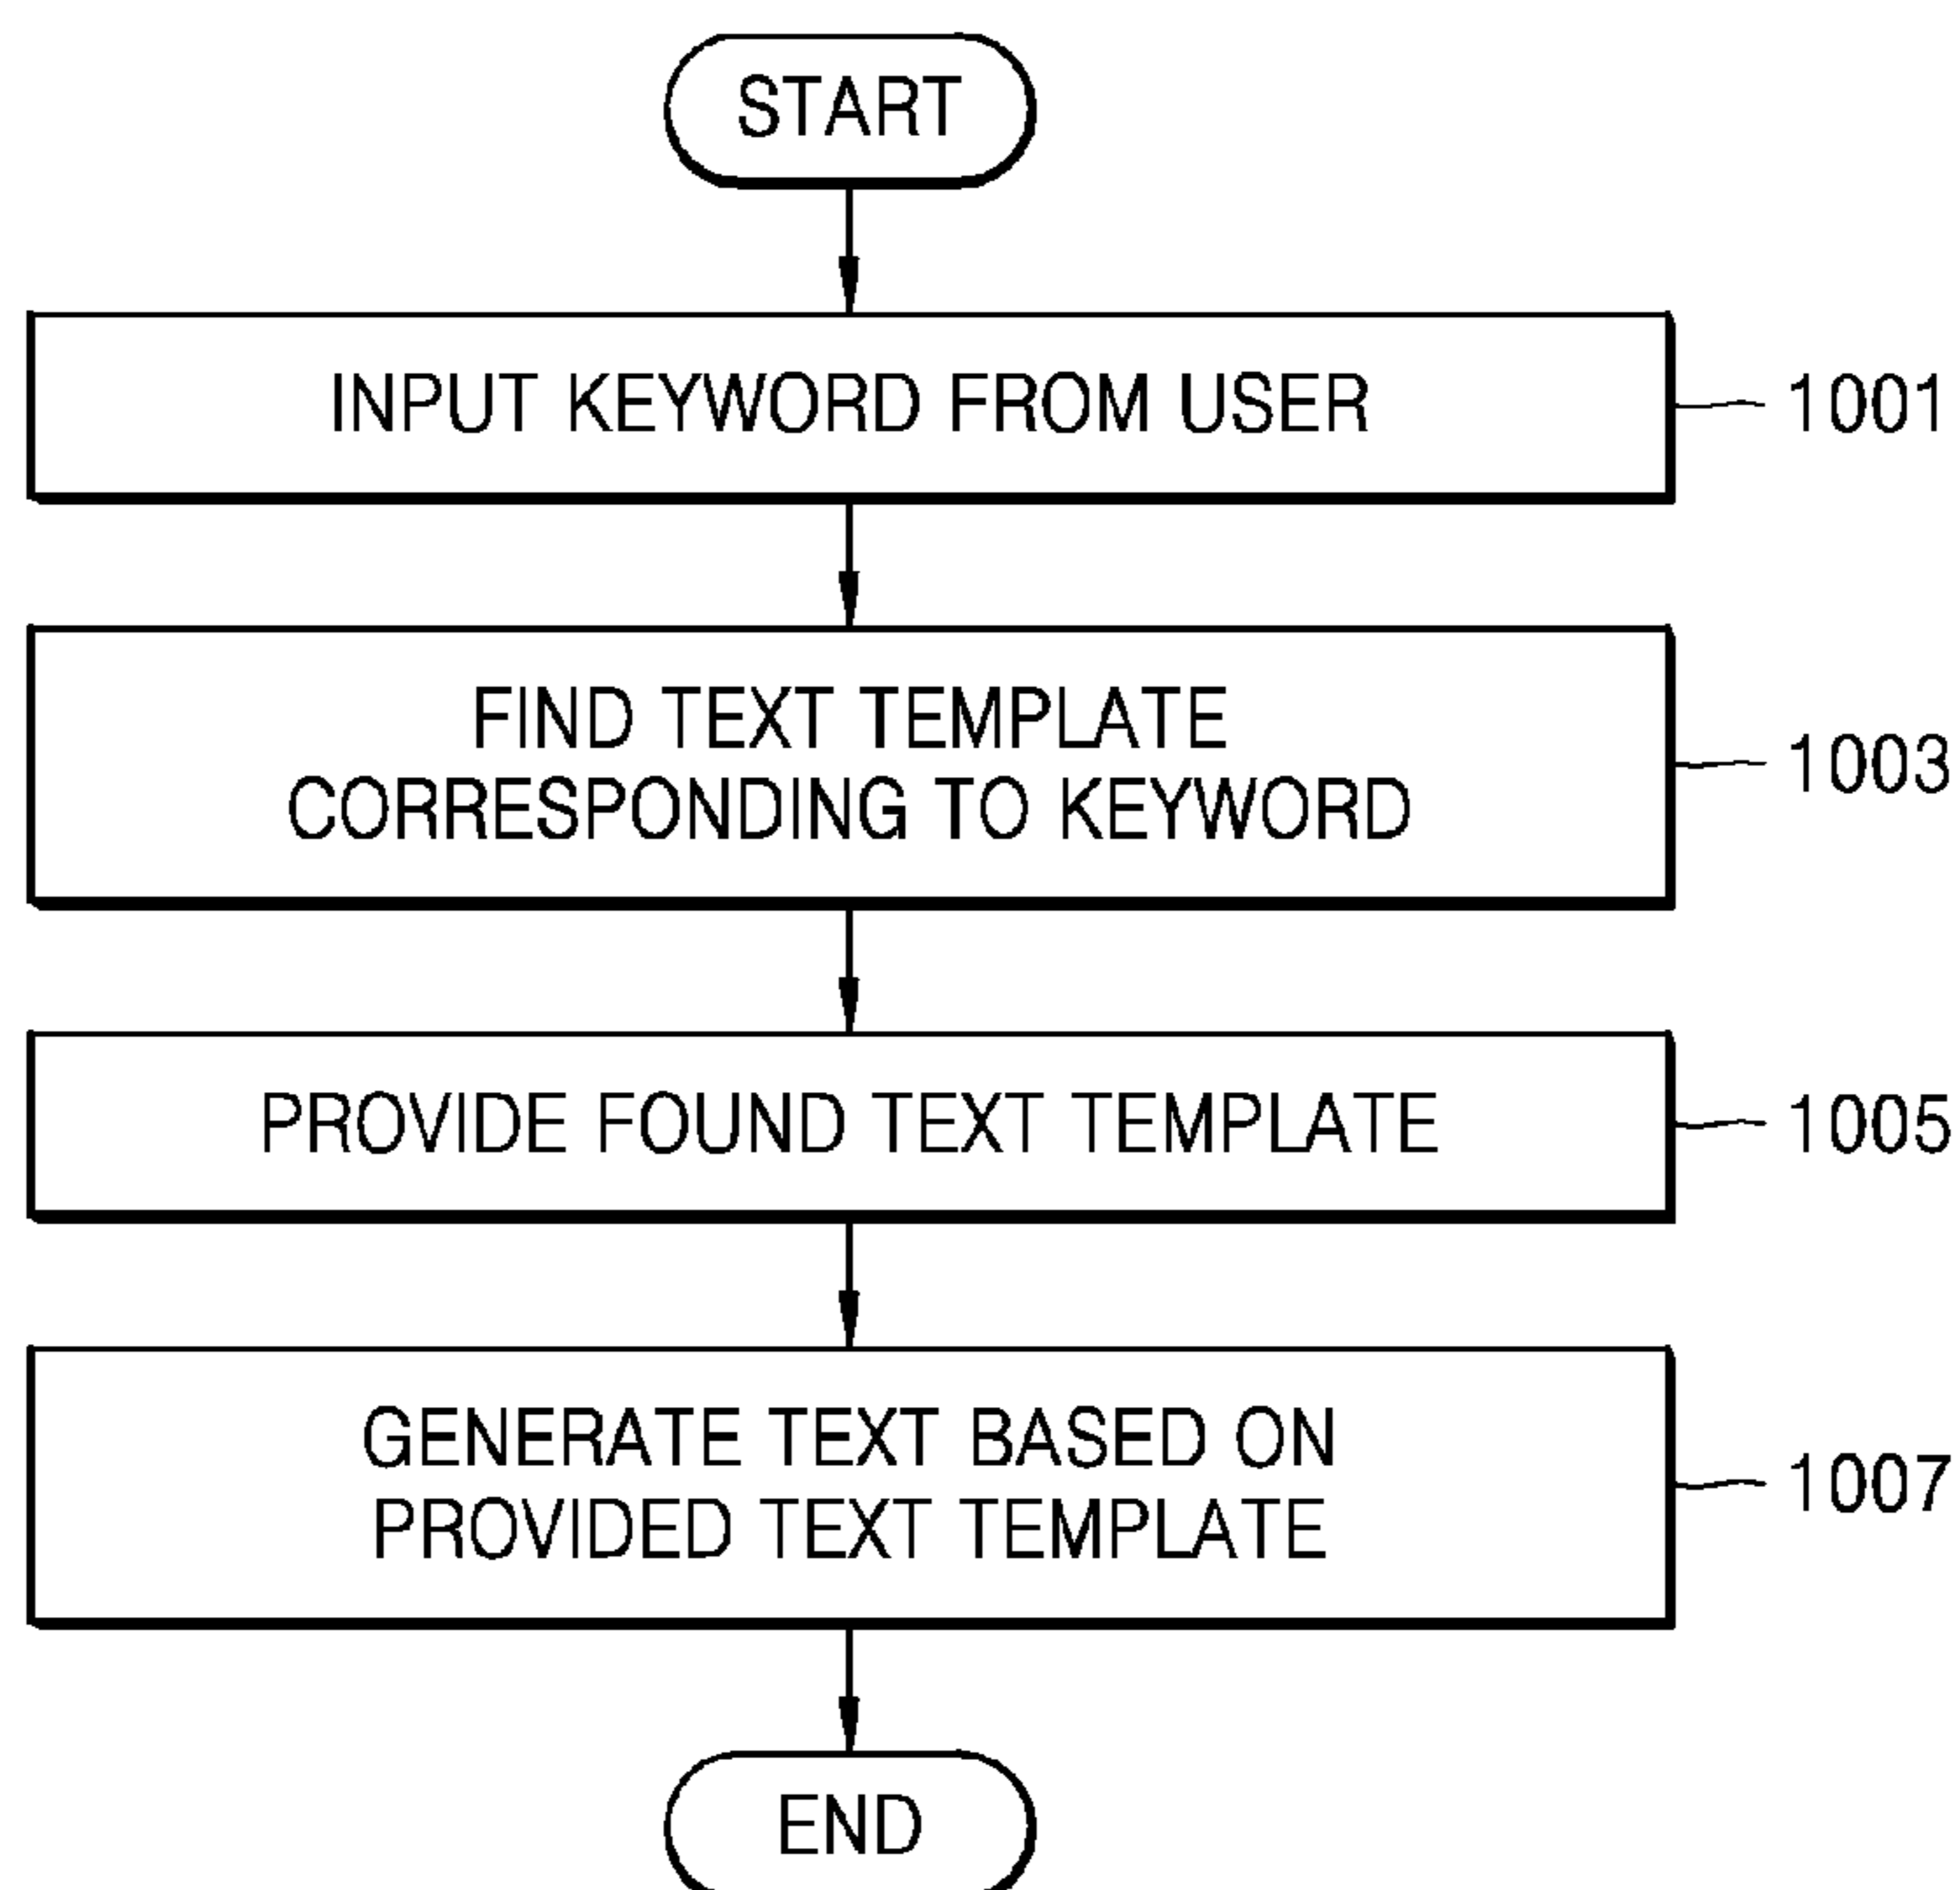 START
INPUT KEYWORD FROM USER
1001
FIND TEXT TEMPLATE
CORRESPONDING TO KEYWORD
1003
PROVIDE FOUND TEXT TEMPLATE
1005
GENERATE TEXT BASED ON
PROVIDED TEXT TEMPLATE
1007
END